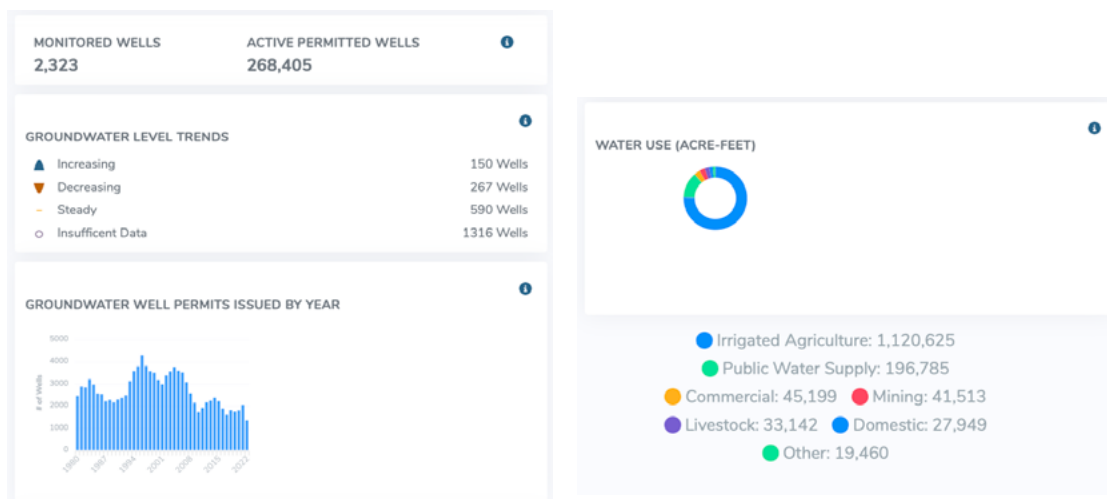 MONITORED WELLS
2,323
ACTIVE PERMITTED WELLS
268,405
GROUNDWATER LEVEL TRENDS
Increasing 150 Wells
Decreasing 267 Wells
Steady 590 Wells
Insufficent Data 1316 Wells
GROUNDWATER WELL PERMITS ISSUED BY YEAR
# of Wells
5000
4000
3000
2000
1000
0
1980 1987 1994 2001 2008 2015 2022
WATER USE (ACRE-FEET)
Irrigated Agriculture: 1,120,625
Public Water Supply: 196,785
Commercial: 45,199 Mining: 41,513
Livestock: 33,142 Domestic: 27,949
Other: 19,460